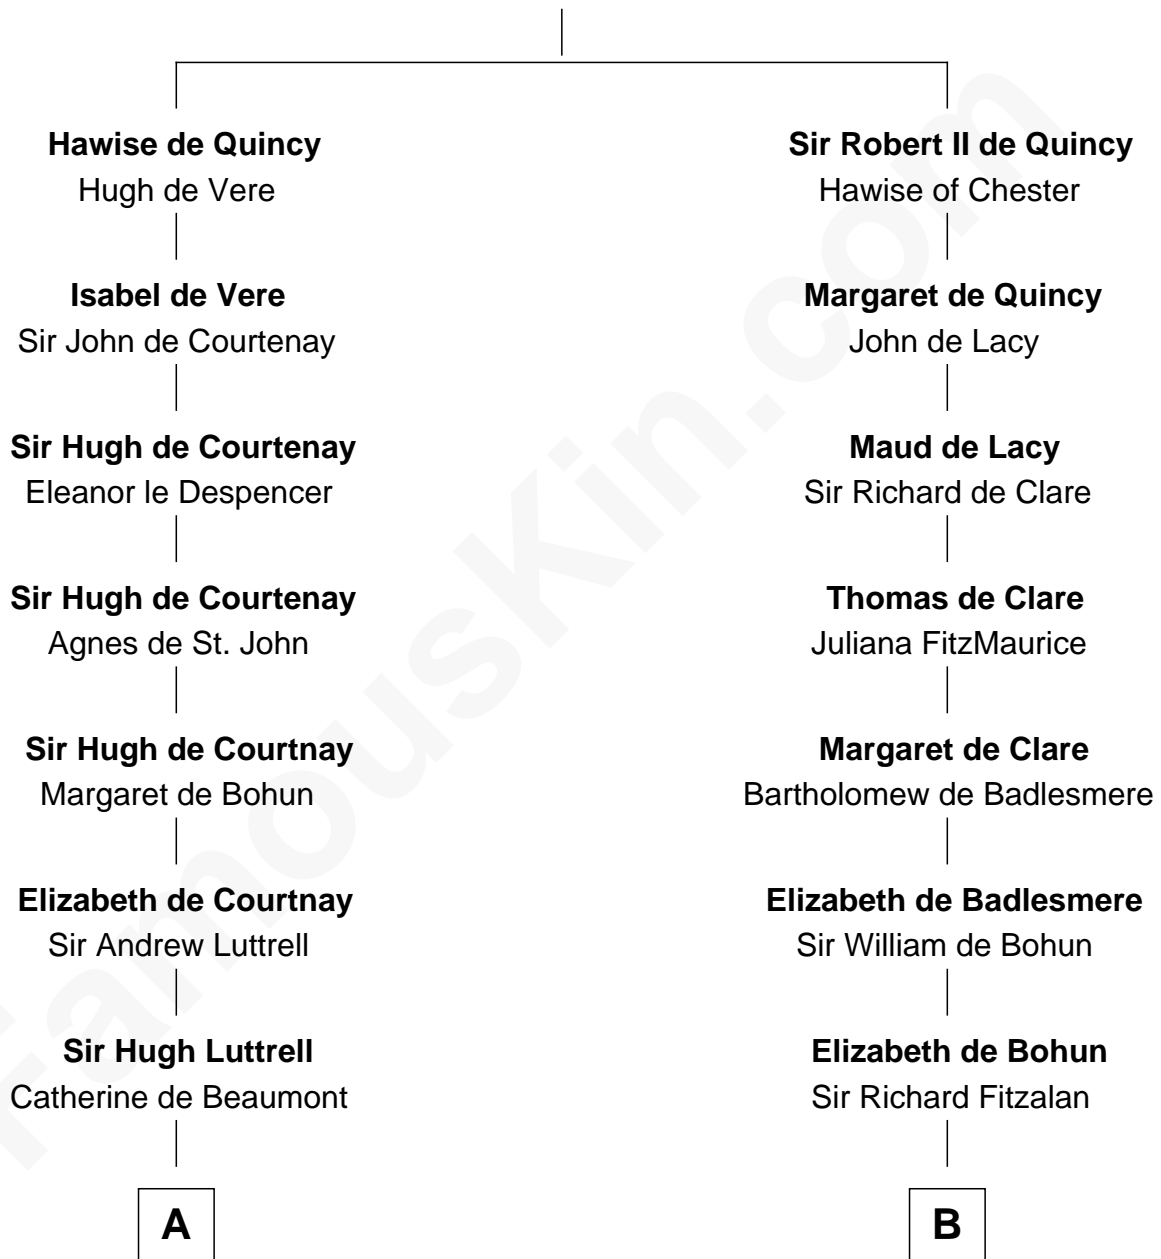 Hawise de Quincy
Hugh de Vere
Isabel de Vere
Sir John de Courtenay
Sir Hugh de Courtenay
Eleanor le Despencer
Sir Hugh de Courtenay
Agnes de St. John
Sir Hugh de Courtnay
Margaret de Bohun
Elizabeth de Courtnay
Sir Andrew Luttrell
Sir Hugh Luttrell
Catherine de Beaumont
A
Sir Robert II de Quincy
Hawise of Chester
Margaret de Quincy
John de Lacy
Maud de Lacy
Sir Richard de Clare
Thomas de Clare
Juliana FitzMaurice
Margaret de Clare
Bartholomew de Badlesmere
Elizabeth de Badlesmere
Sir William de Bohun
Elizabeth de Bohun
Sir Richard Fitzalan
B
FamousKin.com